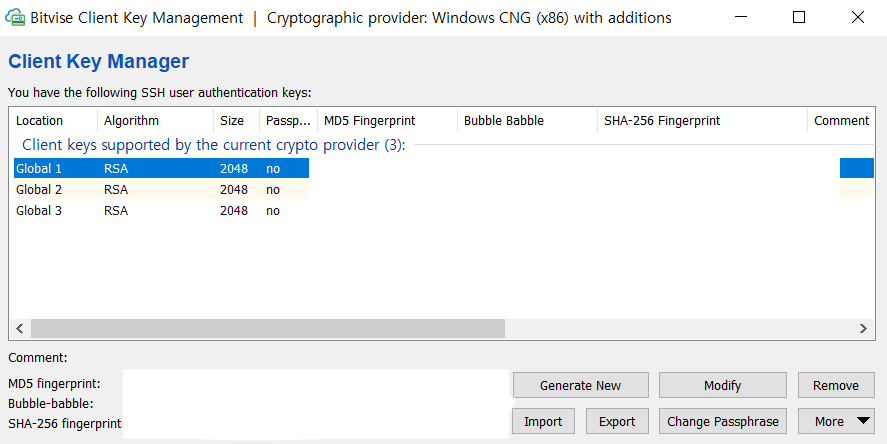 Bitvise Client Key Management | Cryptographic provider: Windows CNG (x86) with additions
Client Key Manager
You have the following SSH user authentication keys:
Location Algorithm Size Passp... MD5 Fingerprint Bubble Babble SHA-256 Fingerprint Comment
Client keys supported by the current crypto provider (3):
Global 1 RSA 2048 no
Global 2 RSA 2048 no
Global 3 RSA 2048 no
Comment:
MD5 fingerprint: Generate New Modify Remove
Bubble-babble:
SHA-256 fingerprint Import Export Change Passphrase More